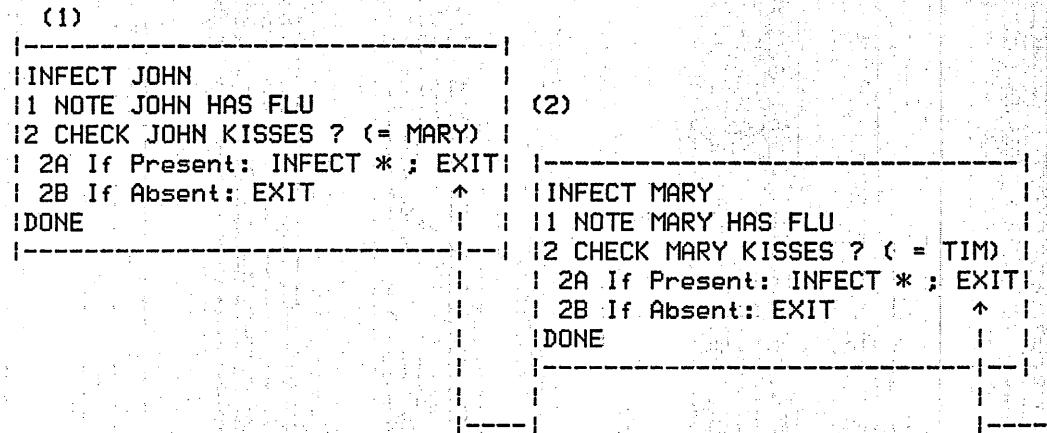 (1)
INFECT JOHN
1 NOTE JOHN HAS FLU
(2)
2 CHECK JOHN KISSES ? (= MARY)
2A If Present: INFECT * ; EXIT
2B If Absent: EXIT ↑
DONE
INFECT MARY
1 NOTE MARY HAS FLU
2 CHECK MARY KISSES ? ( = TIM)
2A If Present: INFECT * ; EXIT
2B If Absent: EXIT ↑
DONE